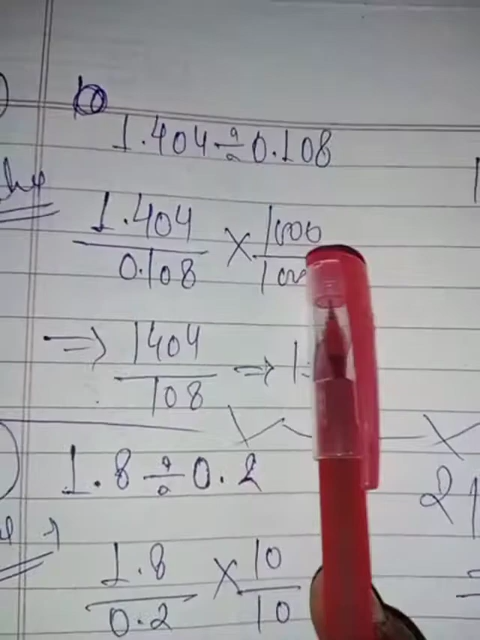 b
1.404 ÷ 0.108
1.404/0.108 × 1000/1000
⇒ 1404/108 ⇒ 1
1.8 ÷ 0.2
1.8/0.2 × 10/10